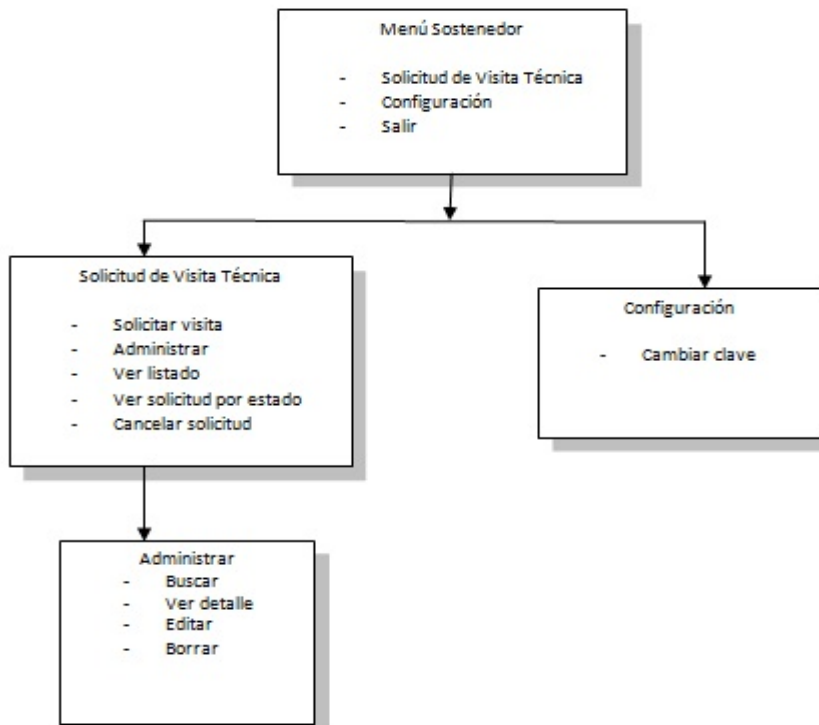 Menú Sostenedor
- Solicitud de Visita Técnica
- Configuración
- Salir
Solicitud de Visita Técnica
- Solicitar visita
- Administrar
- Ver listado
- Ver solicitud por estado
- Cancelar solicitud
Configuración
- Cambiar clave
Administrar
- Buscar
- Ver detalle
- Editar
- Borrar